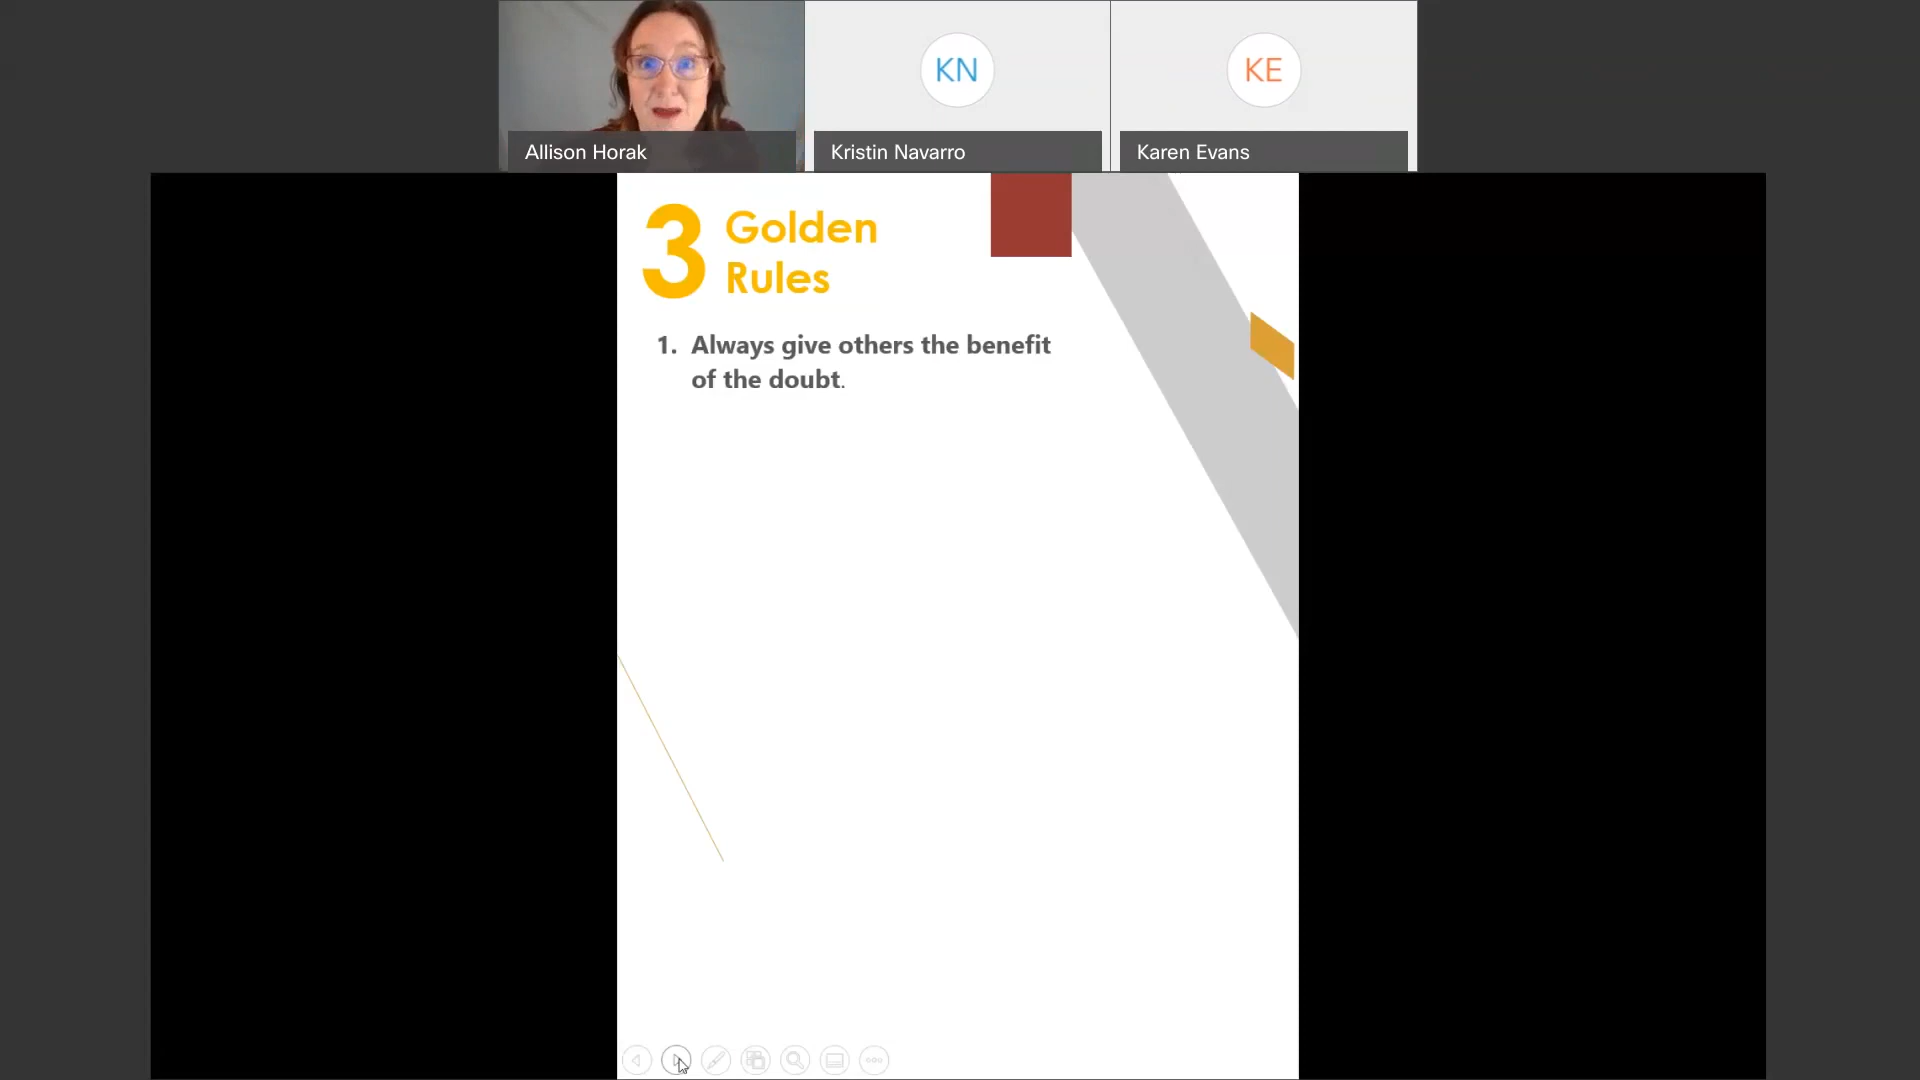 KN
KE
Allison Horak
Kristin Navarro
Karen Evans
3 Golden
Rules
1. Always give others the benefit
of the doubt.